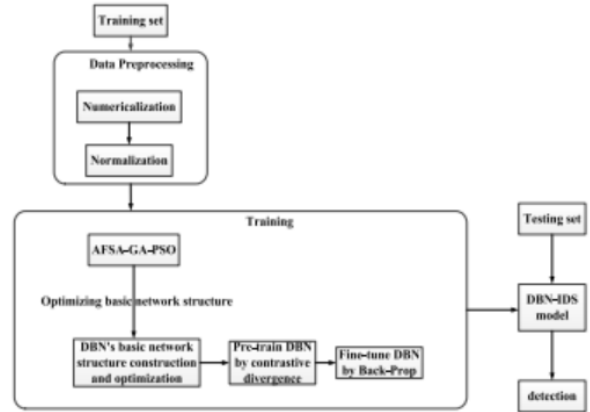 Training set
Data Preprocessing
Numericalization
Normalization
Training
AFSA-GA-PSO
Optimizing basic network structure
DBN's basic network
structure construction
and optimization
Pre-train DBN
by contrastive
divergence
Fine-tune DBN
by Back-Prop
Testing set
DBN-IDS
model
detection